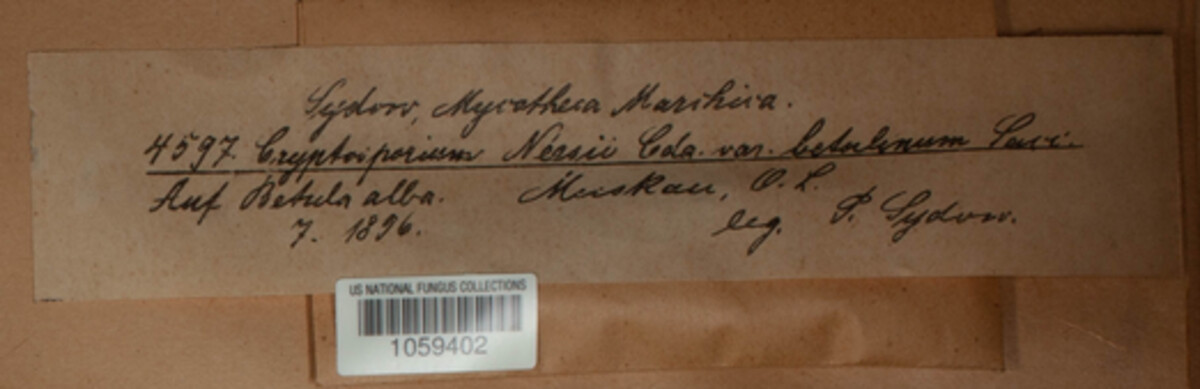 Sydow, Mycotheca Marchica.
4597. Cryptosporium Neesii Cda. var. betulinum Sacc.
Auf Betula alba. Muskau, O. L.
7. 1896. leg. P. Sydow.
US NATIONAL FUNGUS COLLECTIONS
1059402